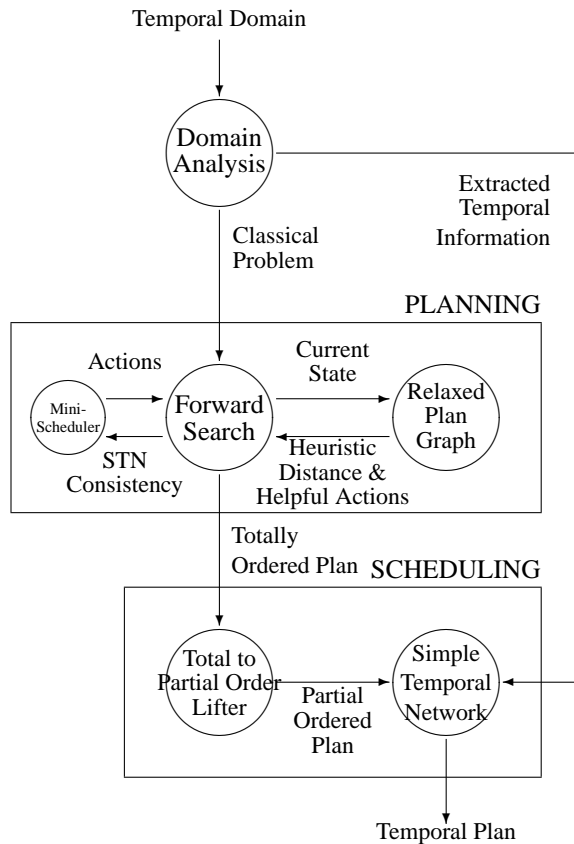 Temporal Domain
Domain
Analysis
Extracted
Temporal
Information
Classical
Problem
PLANNING
Actions
Current
State
Mini-
Scheduler
Forward
Search
Relaxed
Plan
Graph
STN
Consistency
Heuristic
Distance &
Helpful Actions
Totally
Ordered Plan
SCHEDULING
Total to
Partial Order
Lifter
Partial
Ordered
Plan
Simple
Temporal
Network
Temporal Plan